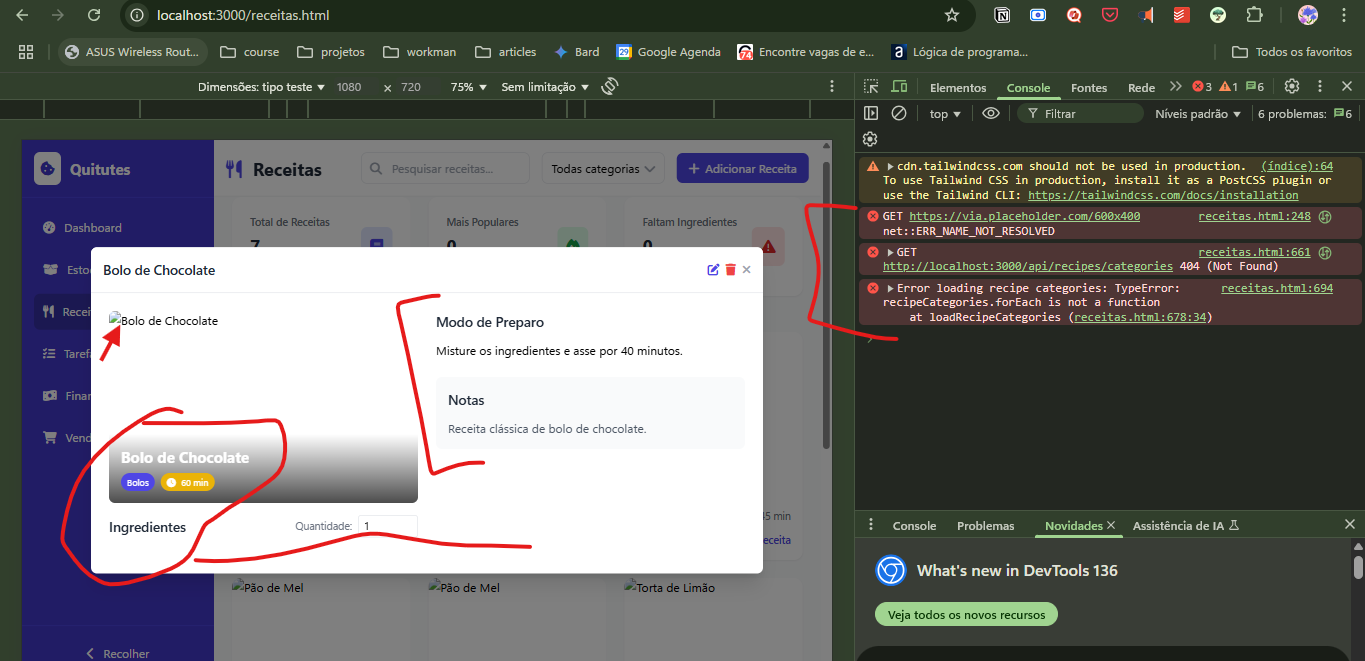 localhost:3000/receitas.html
ASUS Wireless Rout...
course
projetos
workman
articles
Bard
Google Agenda
Encontre vagas de e...
Lógica de programa...
Todos os favoritos
Dimensões: tipo teste ▼ 1080 × 720 75% ▼ Sem limitação ▼
Elementos Console Fontes Rede 3 1 6
top ▼ Filtrar Níveis padrão ▼ 6 problemas: 6
Quitutes
Dashboard
Esto
Recei
Tarefa
Finar
Vend
Recolher
Receitas
Pesquisar receitas...
Todas categorias
+ Adicionar Receita
Total de Receitas
7
Mais Populares
0
Faltam Ingredientes
0
Bolo de Chocolate
Bolo de Chocolate
Bolo de Chocolate
Bolos
60 min
Ingredientes
Quantidade: 1
Modo de Preparo
Misture os ingredientes e asse por 40 minutos.
Notas
Receita clássica de bolo de chocolate.
45 min
eceita
Pão de Mel
Pão de Mel
Torta de Limão
cdn.tailwindcss.com should not be used in production. (índice):64
To use Tailwind CSS in production, install it as a PostCSS plugin or
use the Tailwind CLI: https://tailwindcss.com/docs/installation
GET https://via.placeholder.com/600x400 receitas.html:248
net::ERR_NAME_NOT_RESOLVED
GET receitas.html:661
http://localhost:3000/api/recipes/categories 404 (Not Found)
Error loading recipe categories: TypeError: receitas.html:694
recipeCategories.forEach is not a function
at loadRecipeCategories (receitas.html:678:34)
Console Problemas Novidades Assistência de IA
What's new in DevTools 136
Veja todos os novos recursos